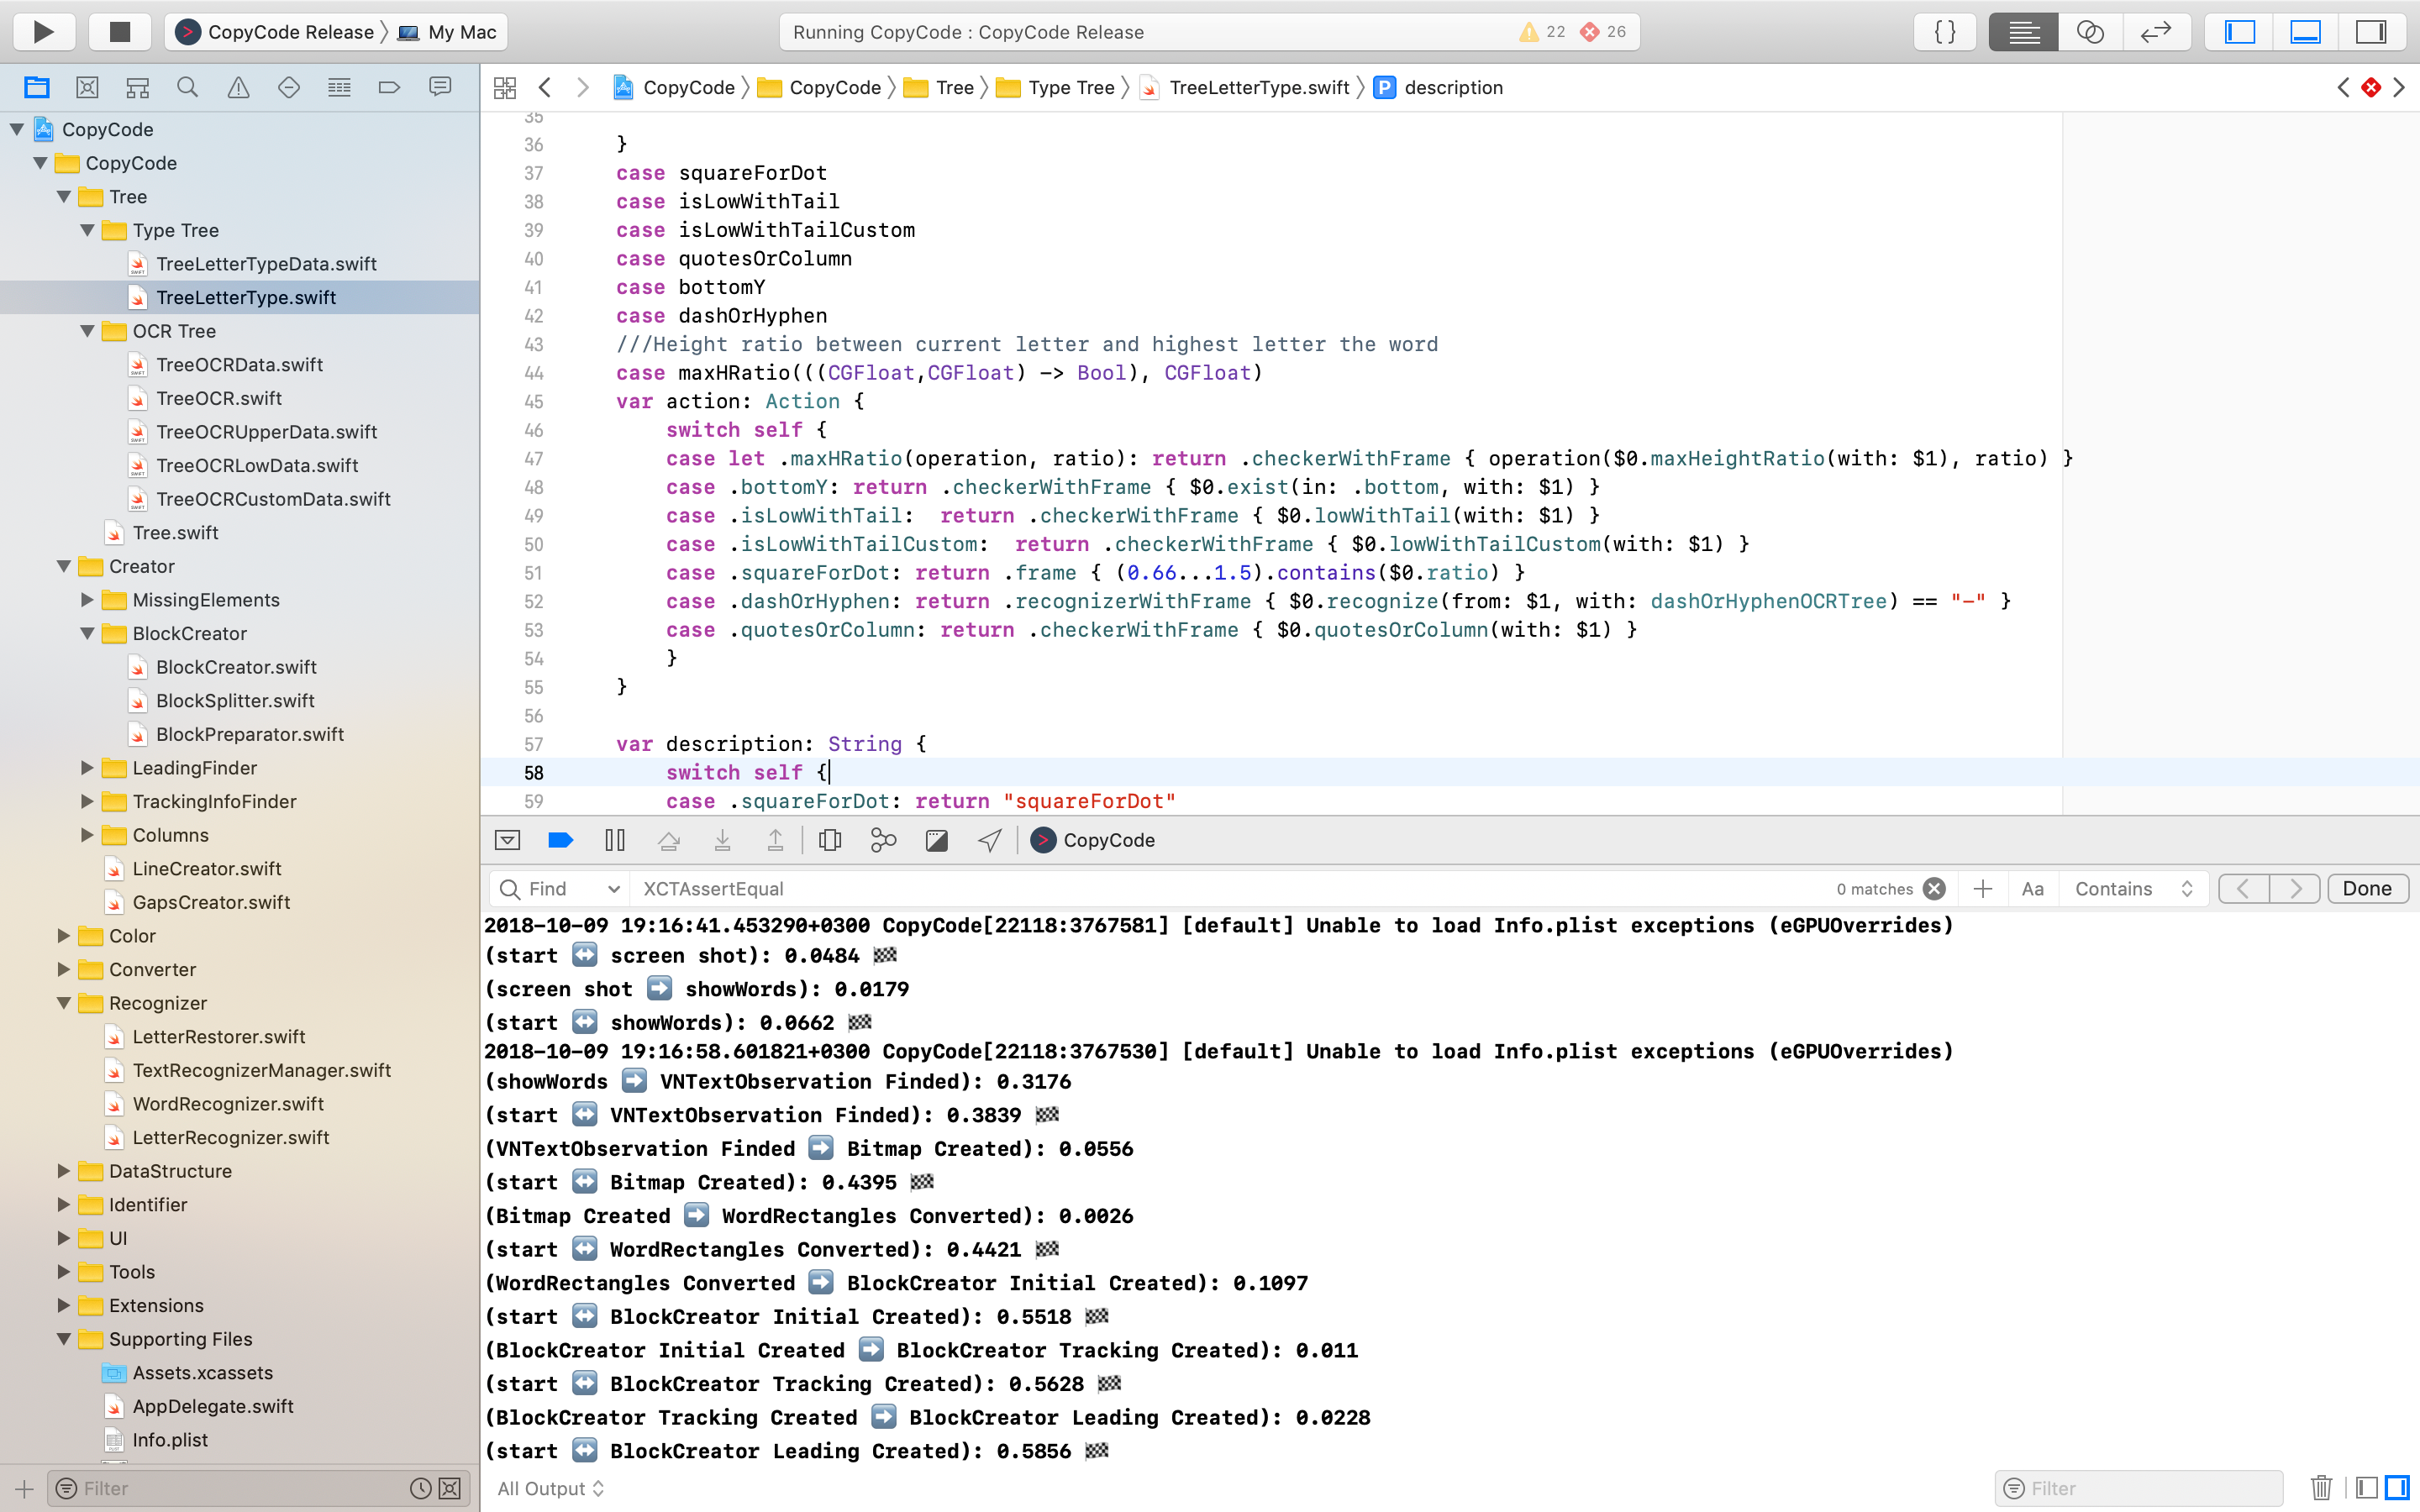 CopyCode Release My Mac
Running CopyCode : CopyCode Release 22 26
CopyCode CopyCode Tree Type Tree TreeLetterType.swift P description
CopyCode
CopyCode
Tree
Type Tree
TreeLetterTypeData.swift
TreeLetterType.swift
OCR Tree
TreeOCRData.swift
TreeOCR.swift
TreeOCRUpperData.swift
TreeOCRLowData.swift
TreeOCRCustomData.swift
Tree.swift
Creator
MissingElements
BlockCreator
BlockCreator.swift
BlockSplitter.swift
BlockPreparator.swift
LeadingFinder
TrackingInfoFinder
Columns
LineCreator.swift
GapsCreator.swift
Color
Converter
Recognizer
LetterRestorer.swift
TextRecognizerManager.swift
WordRecognizer.swift
LetterRecognizer.swift
DataStructure
Identifier
UI
Tools
Extensions
Supporting Files
Assets.xcassets
AppDelegate.swift
Info.plist
Filter
35
36 }
37 case squareForDot
38 case isLowWithTail
39 case isLowWithTailCustom
40 case quotesOrColumn
41 case bottomY
42 case dashOrHyphen
43 ///Height ratio between current letter and highest letter the word
44 case maxHRatio(((CGFloat,CGFloat) -> Bool), CGFloat)
45 var action: Action {
46 switch self {
47 case let .maxHRatio(operation, ratio): return .checkerWithFrame { operation($0.maxHeightRatio(with: $1), ratio) }
48 case .bottomY: return .checkerWithFrame { $0.exist(in: .bottom, with: $1) }
49 case .isLowWithTail:  return .checkerWithFrame { $0.lowWithTail(with: $1) }
50 case .isLowWithTailCustom:  return .checkerWithFrame { $0.lowWithTailCustom(with: $1) }
51 case .squareForDot: return .frame { (0.66...1.5).contains($0.ratio) }
52 case .dashOrHyphen: return .recognizerWithFrame { $0.recognize(from: $1, with: dashOrHyphenOCRTree) == "-" }
53 case .quotesOrColumn: return .checkerWithFrame { $0.quotesOrColumn(with: $1) }
54 }
55 }
56
57 var description: String {
58 switch self {
59 case .squareForDot: return "squareForDot"
CopyCode
Find XCTAssertEqual 0 matches Aa Contains Done
2018-10-09 19:16:41.453290+0300 CopyCode[22118:3767581] [default] Unable to load Info.plist exceptions (eGPUOverrides)
(start ↔️ screen shot): 0.0484 🏁
(screen shot ➡️ showWords): 0.0179
(start ↔️ showWords): 0.0662 🏁
2018-10-09 19:16:58.601821+0300 CopyCode[22118:3767530] [default] Unable to load Info.plist exceptions (eGPUOverrides)
(showWords ➡️ VNTextObservation Finded): 0.3176
(start ↔️ VNTextObservation Finded): 0.3839 🏁
(VNTextObservation Finded ➡️ Bitmap Created): 0.0556
(start ↔️ Bitmap Created): 0.4395 🏁
(Bitmap Created ➡️ WordRectangles Converted): 0.0026
(start ↔️ WordRectangles Converted): 0.4421 🏁
(WordRectangles Converted ➡️ BlockCreator Initial Created): 0.1097
(start ↔️ BlockCreator Initial Created): 0.5518 🏁
(BlockCreator Initial Created ➡️ BlockCreator Tracking Created): 0.011
(start ↔️ BlockCreator Tracking Created): 0.5628 🏁
(BlockCreator Tracking Created ➡️ BlockCreator Leading Created): 0.0228
(start ↔️ BlockCreator Leading Created): 0.5856 🏁
All Output Filter